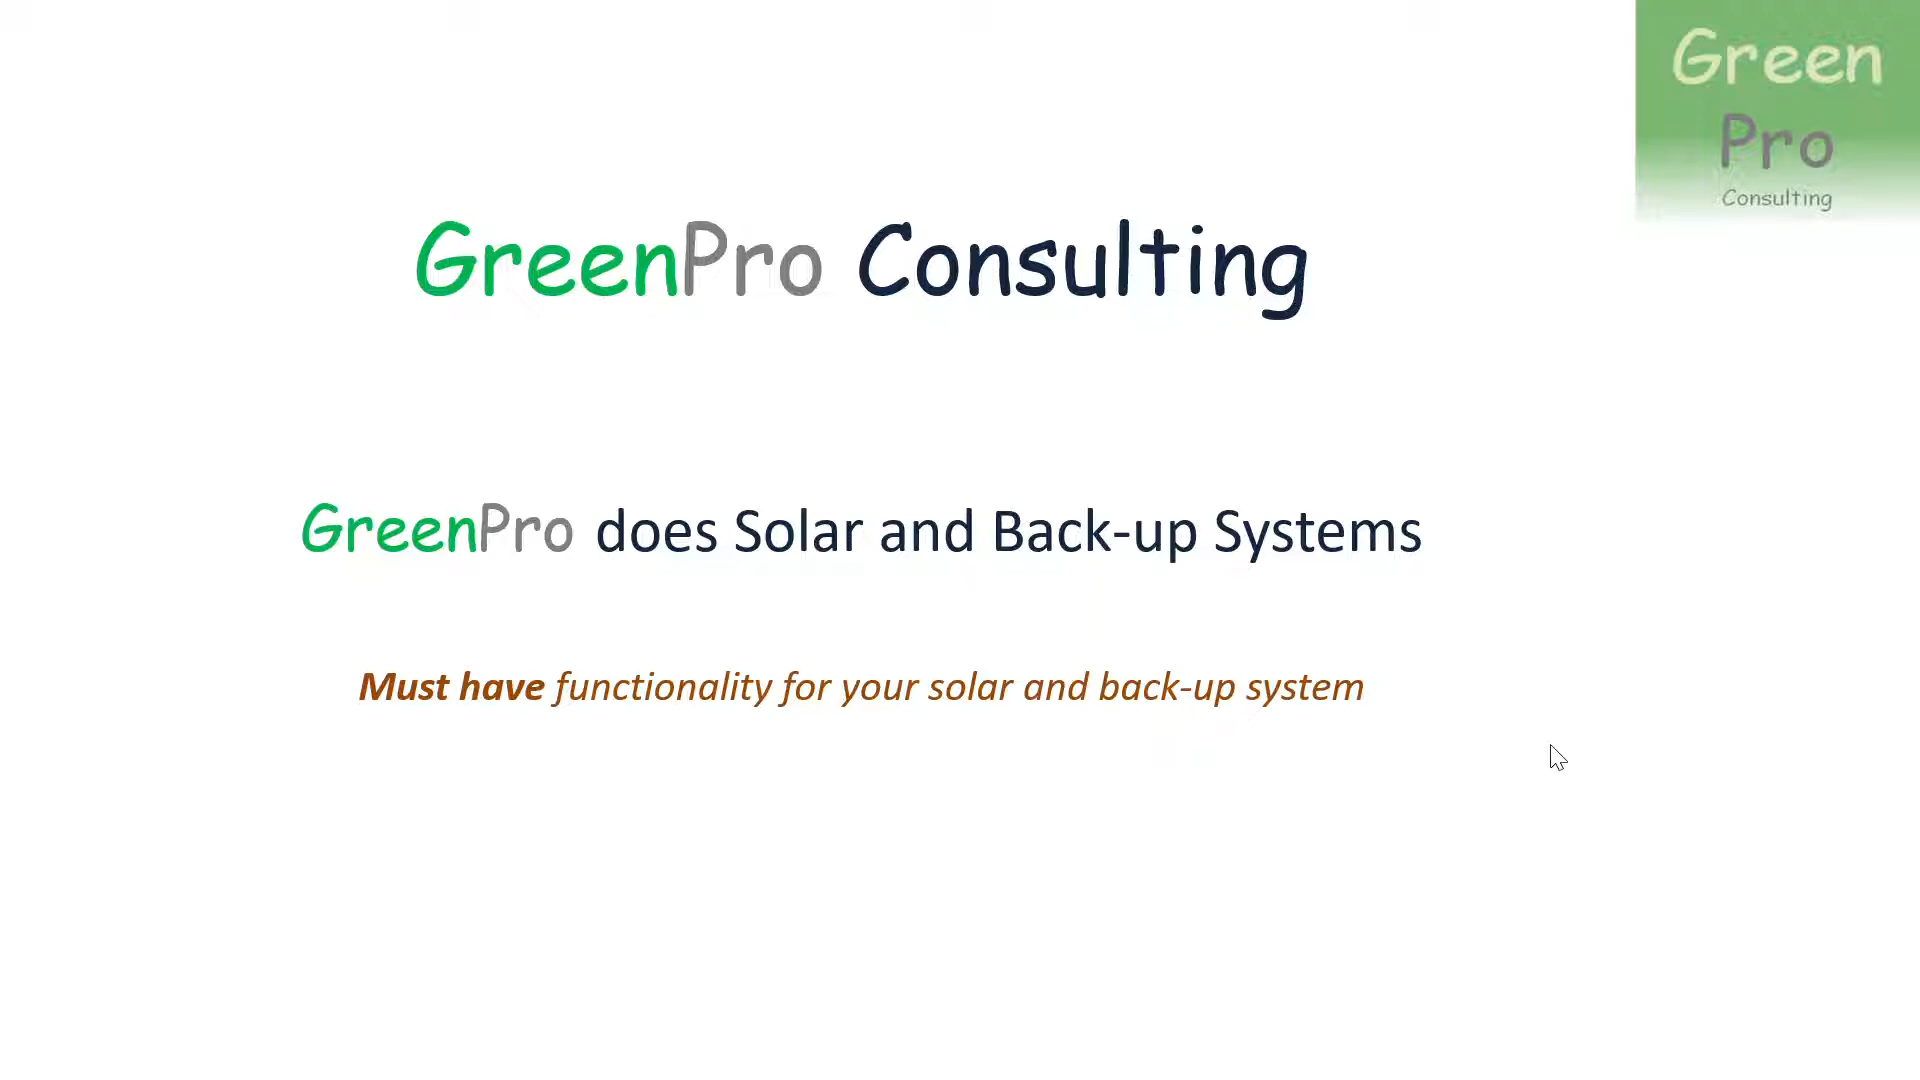 Green
Pro
Consulting
GreenPro Consulting
GreenPro does Solar and Back-up Systems
Must have functionality for your solar and back-up system